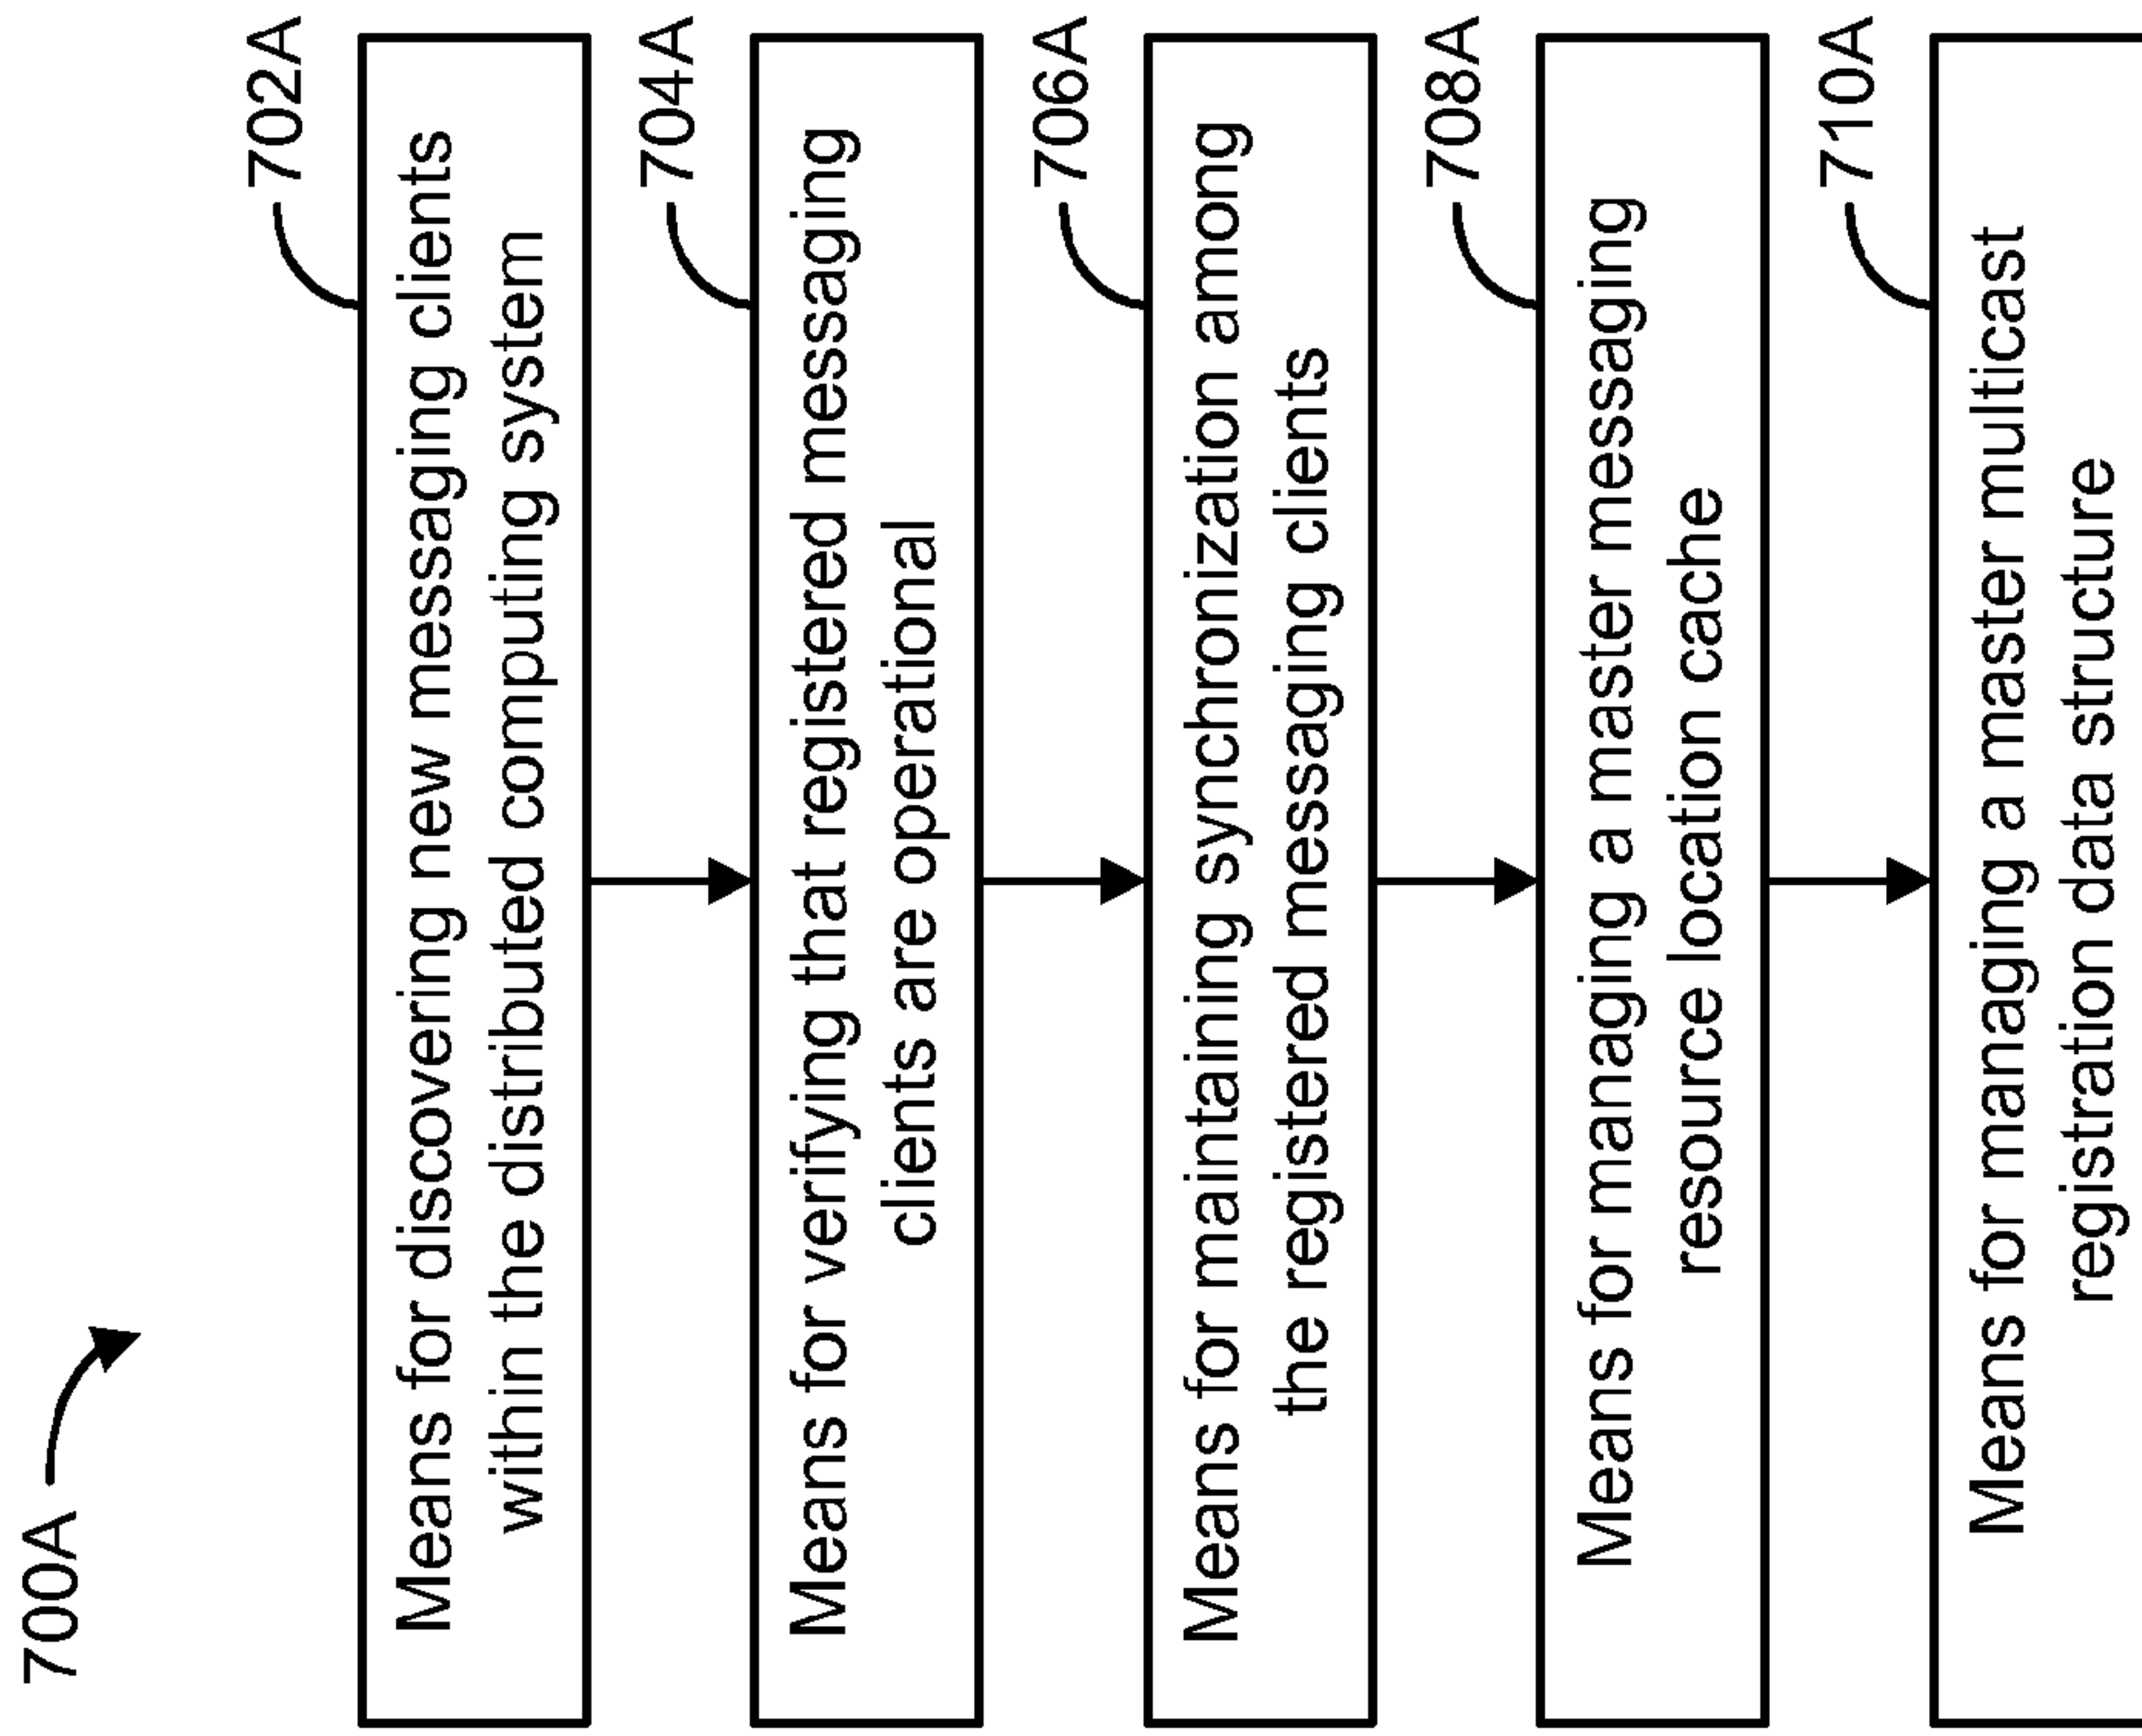 700A
702A
Means for discovering new messaging clients
within the distributed computing system
704A
Means for verifying that registered messaging
clients are operational
706A
Means for maintaining synchronization among
the registered messaging clients
708A
Means for managing a master messaging
resource location cache
710A
Means for managing a master multicast
registration data structure